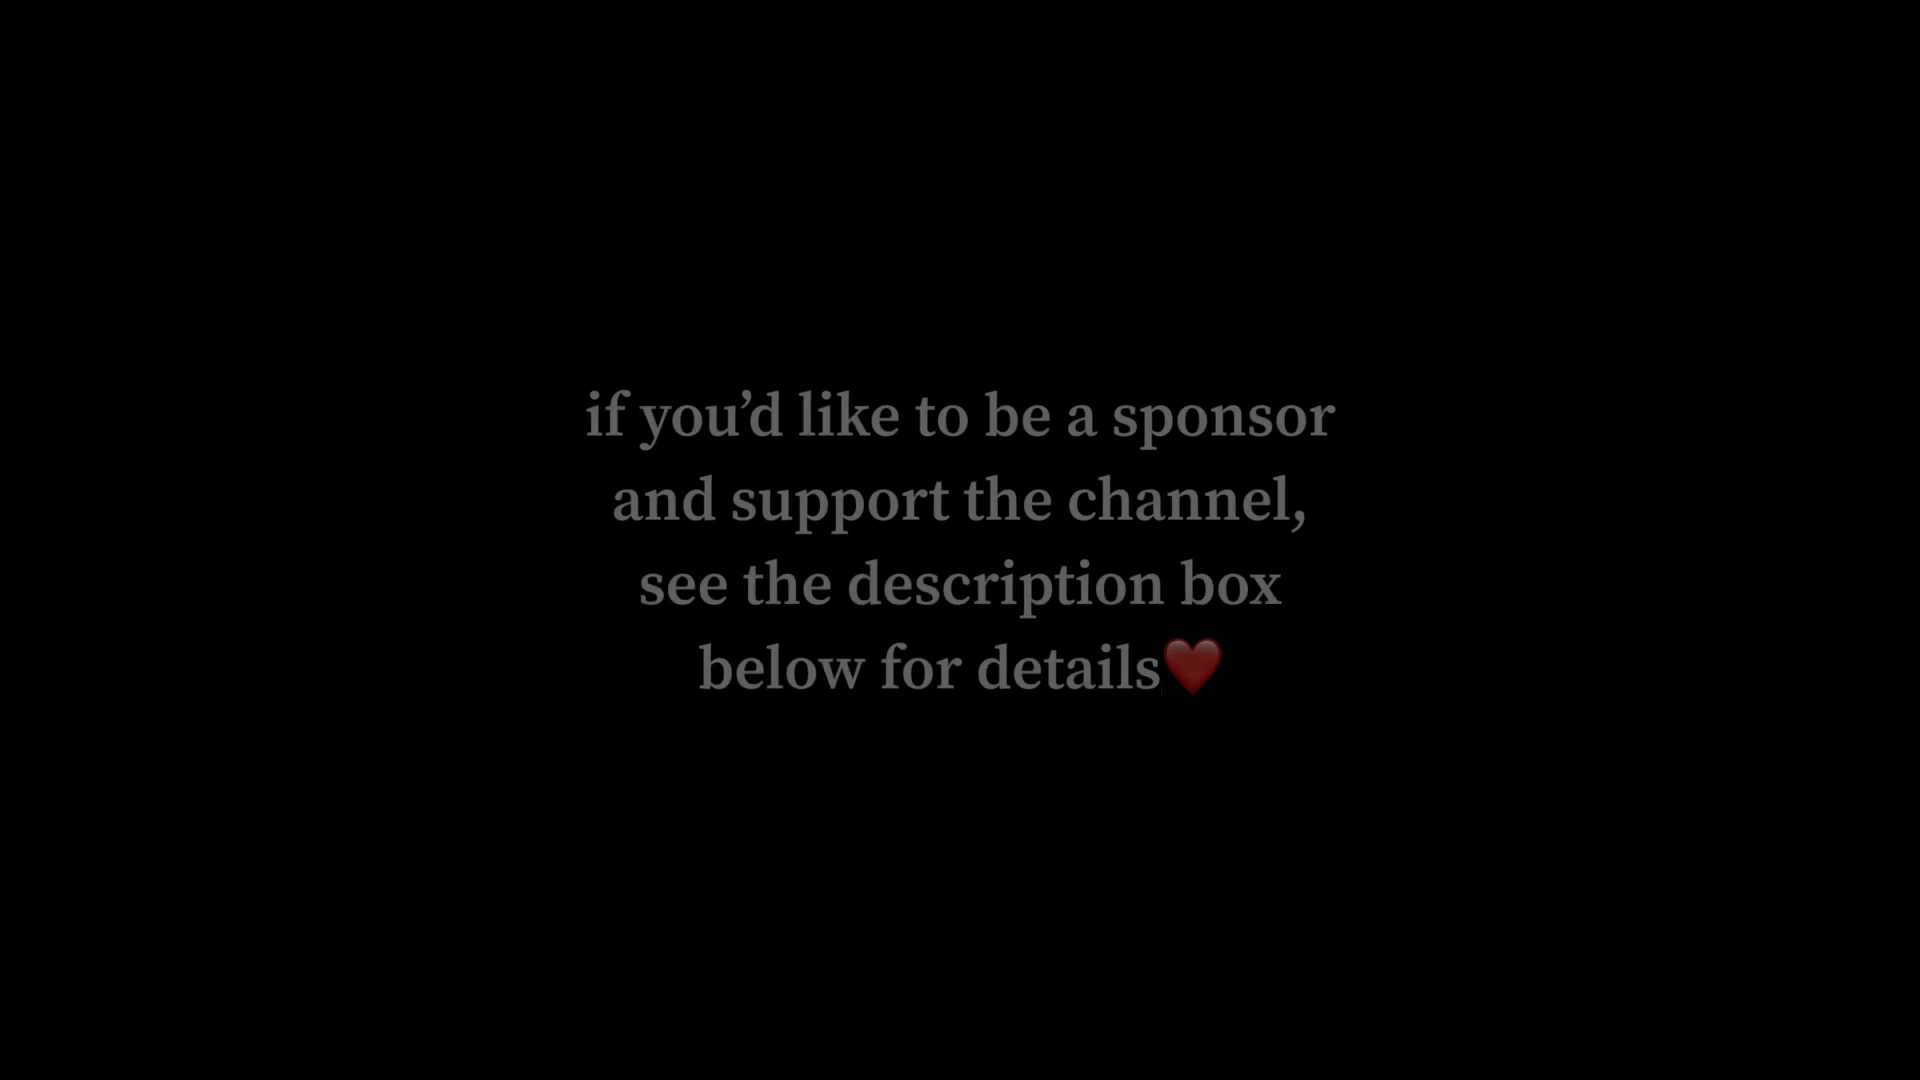 if you’d like to be a sponsor
and support the channel,
see the description box
below for details❤️